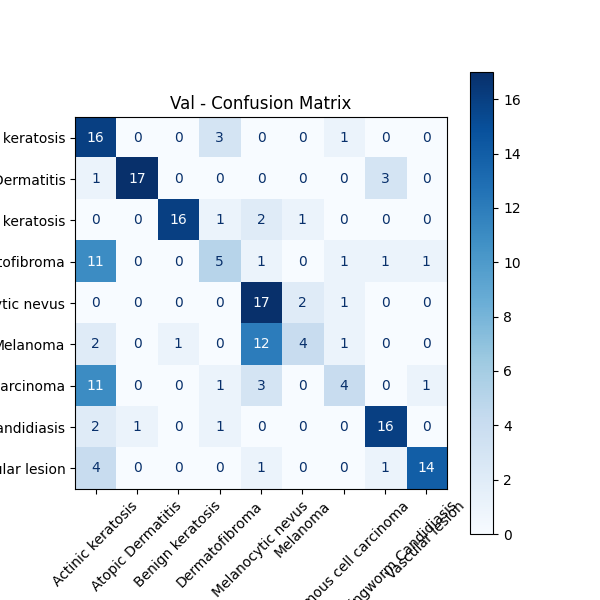 Val - Confusion Matrix
keratosis 16 0 0 3 0 0 1 0 0
Dermatitis 1 17 0 0 0 0 0 3 0
keratosis 0 0 16 1 2 1 0 0 0
tofibroma 11 0 0 5 1 0 1 1 1
ytic nevus 0 0 0 0 17 2 1 0 0
Melanoma 2 0 1 0 12 4 1 0 0
arcinoma 11 0 0 1 3 0 4 0 1
andidiasis 2 1 0 1 0 0 0 16 0
ular lesion 4 0 0 0 1 0 0 1 14
Actinic keratosis
Atopic Dermatitis
Benign keratosis
Dermatofibroma
Melanocytic nevus
Melanoma
mous cell carcinoma
ngworm Candidiasis
Vascular lesion
16
14
12
10
8
6
4
2
0